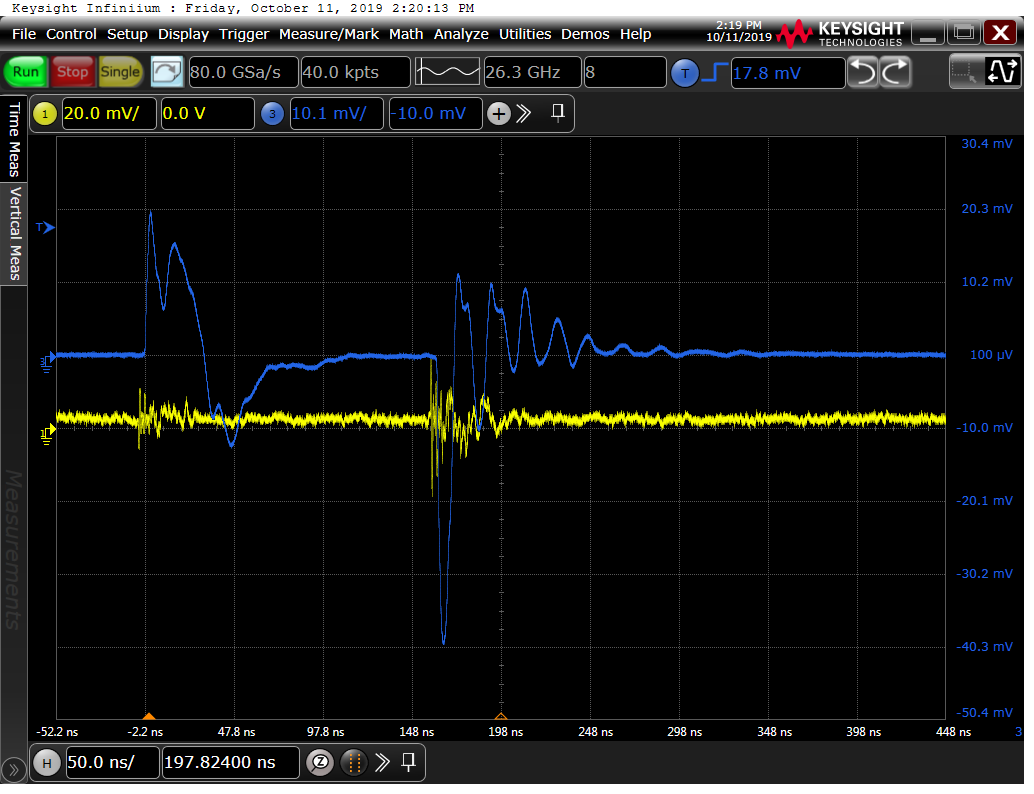 Keysight Infiniium : Friday, October 11, 2019 2:20:13 PM
File Control Setup Display Trigger Measure/Mark Math Analyze Utilities Demos Help
2:19 PM
10/11/2019
KEYSIGHT
TECHNOLOGIES
Run Stop Single 80.0 GSa/s 40.0 kpts 26.3 GHz 8 T 17.8 mV
1 20.0 mV/ 0.0 V 3 10.1 mV/ -10.0 mV
Time Meas
Vertical Meas
Measurements
30.4 mV
20.3 mV
T
10.2 mV
3
100 µV
1
-10.0 mV
-20.1 mV
-30.2 mV
-40.3 mV
-50.4 mV
-52.2 ns -2.2 ns 47.8 ns 97.8 ns 148 ns 198 ns 248 ns 298 ns 348 ns 398 ns 448 ns 3
H 50.0 ns/ 197.82400 ns Z